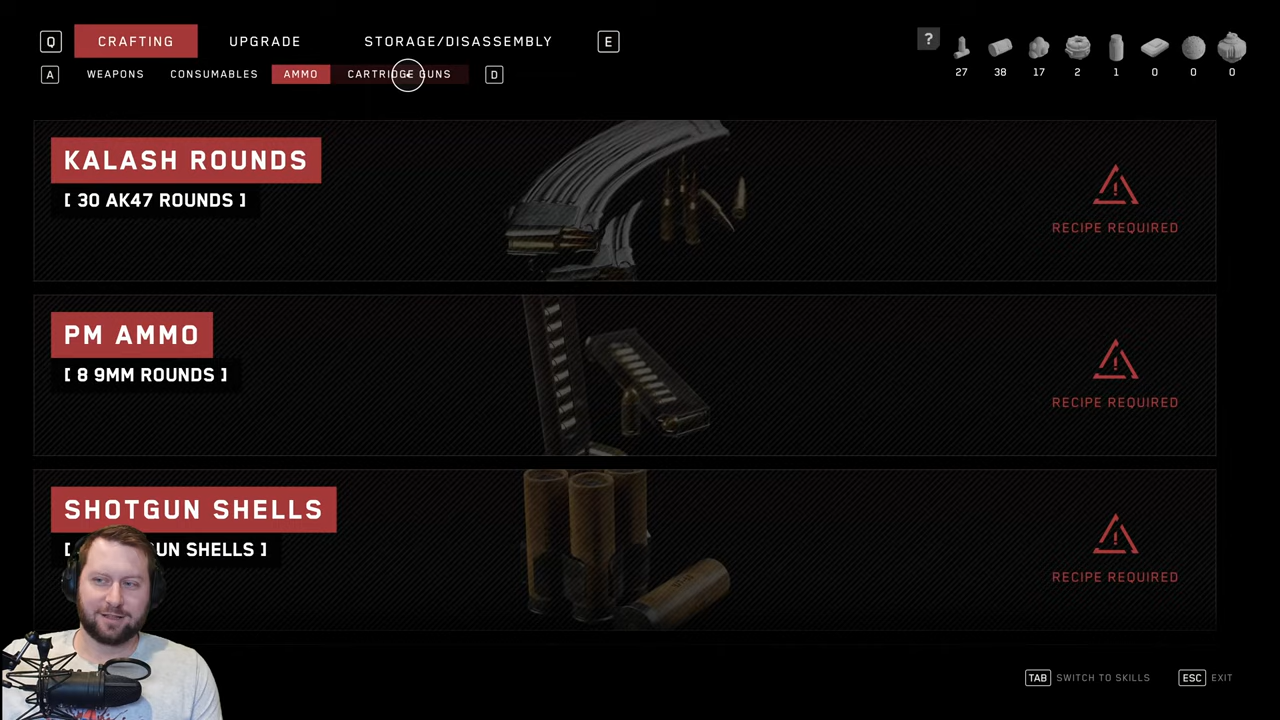 Q CRAFTING UPGRADE STORAGE/DISASSEMBLY E ?
27 38 17 2 1 0 0 0
A WEAPONS CONSUMABLES AMMO CARTRIDGE GUNS D
KALASH ROUNDS
[ 30 AK47 ROUNDS ]
RECIPE REQUIRED
PM AMMO
[ 8 9MM ROUNDS ]
RECIPE REQUIRED
SHOTGUN SHELLS
[ SHELLS ]
RECIPE REQUIRED
TAB SWITCH TO SKILLS ESC EXIT